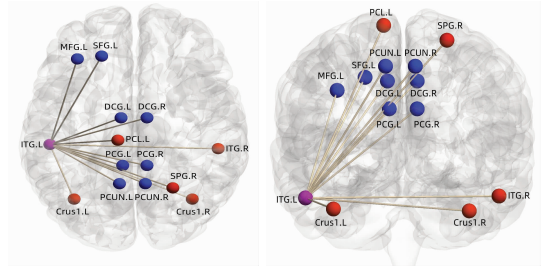 MFG.L SFG.L
DCG.L DCG.R
PCL.L
ITG.L
ITG.R
PCG.L PCG.R
SPG.R
PCUN.L PCUN.R
Crus1.L
Crus1.R
PCL.L
SPG.R
PCUN.L PCUN.R
SFG.L
MFG.L
DCG.L DCG.R
PCG.L PCG.R
ITG.L
ITG.R
Crus1.L
Crus1.R